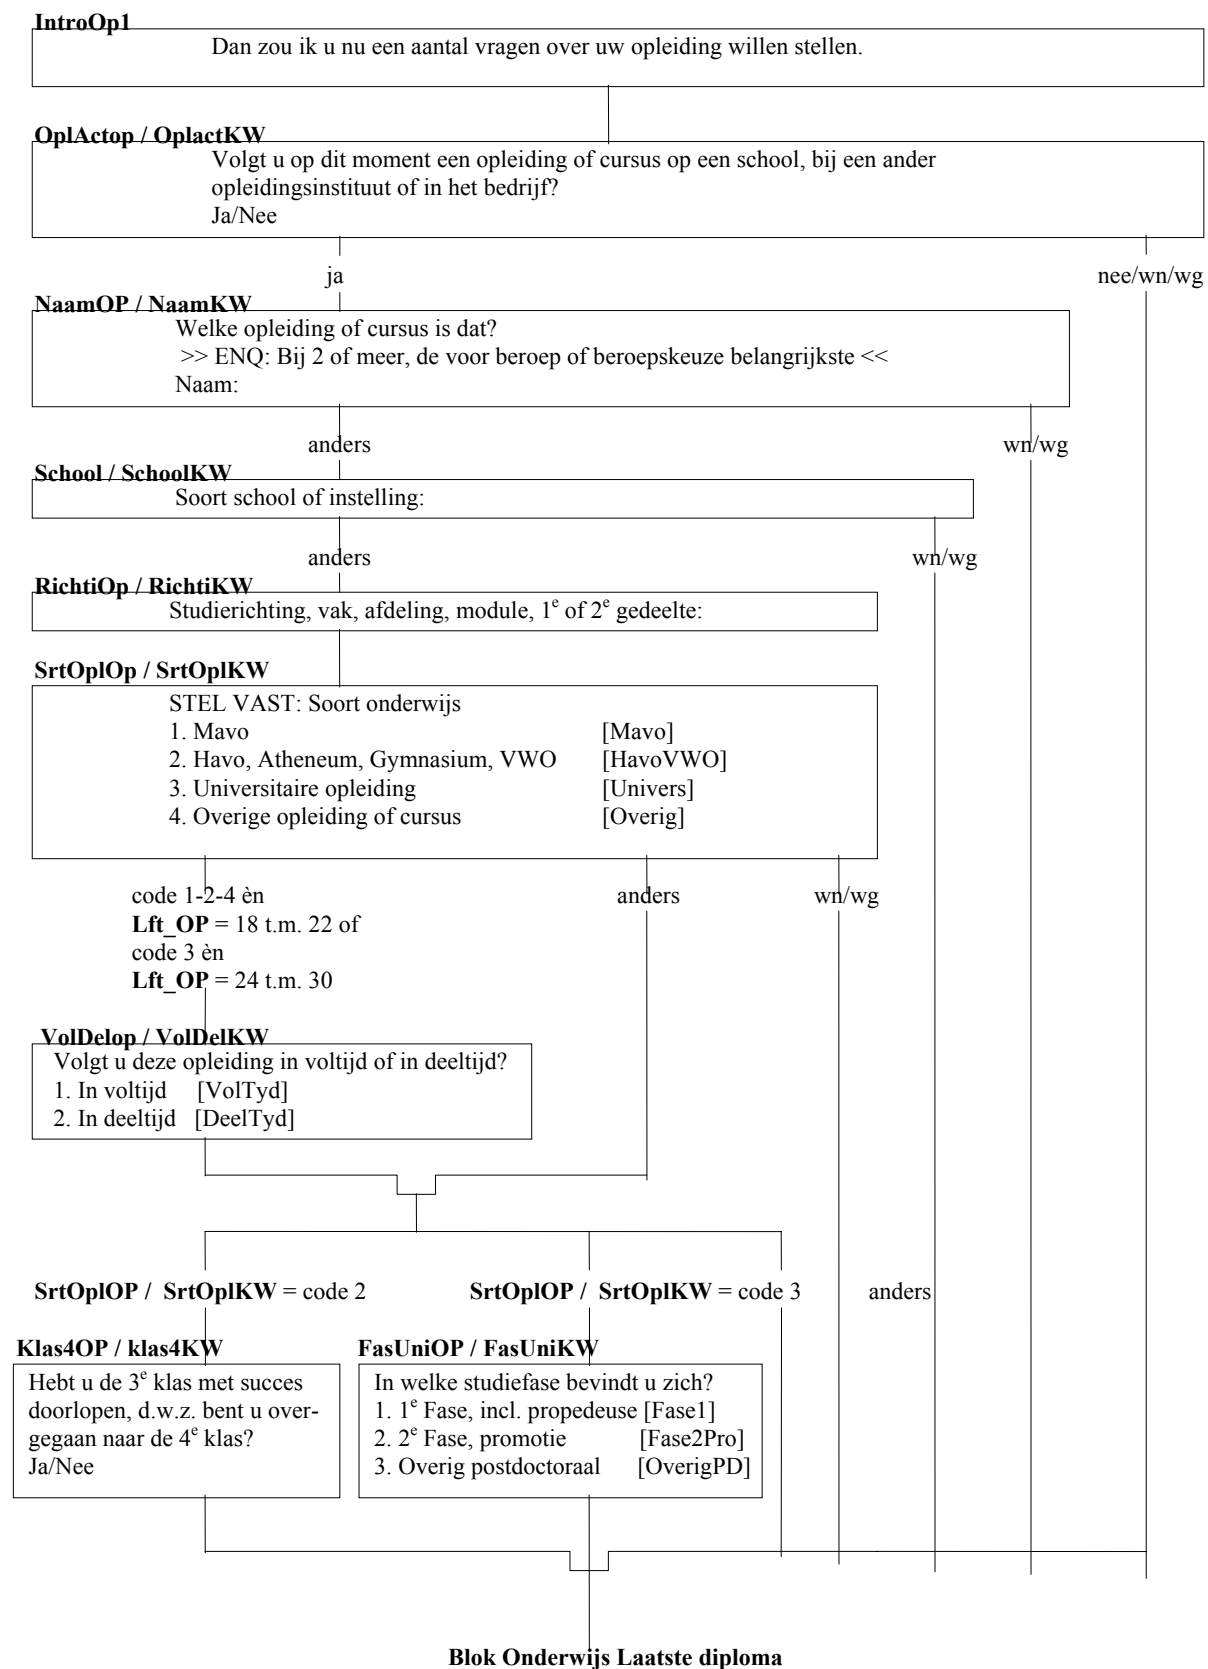 IntroOp1
Dan zou ik u nu een aantal vragen over uw opleiding willen stellen.
OplActop / OplactKW
Volgt u op dit moment een opleiding of cursus op een school, bij een ander
opleidingsinstituut of in het bedrijf?
Ja/Nee
ja nee/wn/wg
NaamOP / NaamKW
Welke opleiding of cursus is dat?
>> ENQ: Bij 2 of meer, de voor beroep of beroepskeuze belangrijkste <<
Naam:
anders wn/wg
School / SchoolKW
Soort school of instelling:
anders wn/wg
RichtiOp / RichtiKW
Studierichting, vak, afdeling, module, 1e of 2e gedeelte:
SrtOplOp / SrtOplKW
STEL VAST: Soort onderwijs
1. Mavo [Mavo]
2. Havo, Atheneum, Gymnasium, VWO [HavoVWO]
3. Universitaire opleiding [Univers]
4. Overige opleiding of cursus [Overig]
code 1-2-4 èn anders wn/wg
Lft_OP = 18 t.m. 22 of
code 3 èn
Lft_OP = 24 t.m. 30
VolDelop / VolDelKW
Volgt u deze opleiding in voltijd of in deeltijd?
1. In voltijd [VolTyd]
2. In deeltijd [DeelTyd]
SrtOplOP / SrtOplKW = code 2 SrtOplOP / SrtOplKW = code 3 anders
Klas4OP / klas4KW
Hebt u de 3e klas met succes
doorlopen, d.w.z. bent u over-
gegaan naar de 4e klas?
Ja/Nee
FasUniOP / FasUniKW
In welke studiefase bevindt u zich?
1. 1e Fase, incl. propedeuse [Fase1]
2. 2e Fase, promotie [Fase2Pro]
3. Overig postdoctoraal [OverigPD]
Blok Onderwijs Laatste diploma